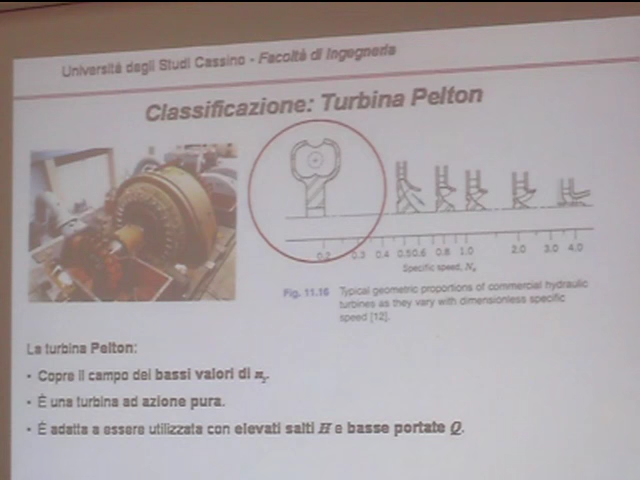 Università degli Studi Cassino - Facoltà di Ingegneria
Classificazione: Turbina Pelton
0.2 0.3 0.4 0.5 0.6 0.8 1.0 2.0 3.0 4.0
Specific speed, Ns
Fig. 11.16 Typical geometric proportions of commercial hydraulic
turbines as they vary with dimensionless specific
speed [12].
La turbina Pelton:
• Copre il campo dei bassi valori di ns.
• È una turbina ad azione pura.
• È adatta a essere utilizzata con elevati salti H e basse portate Q.